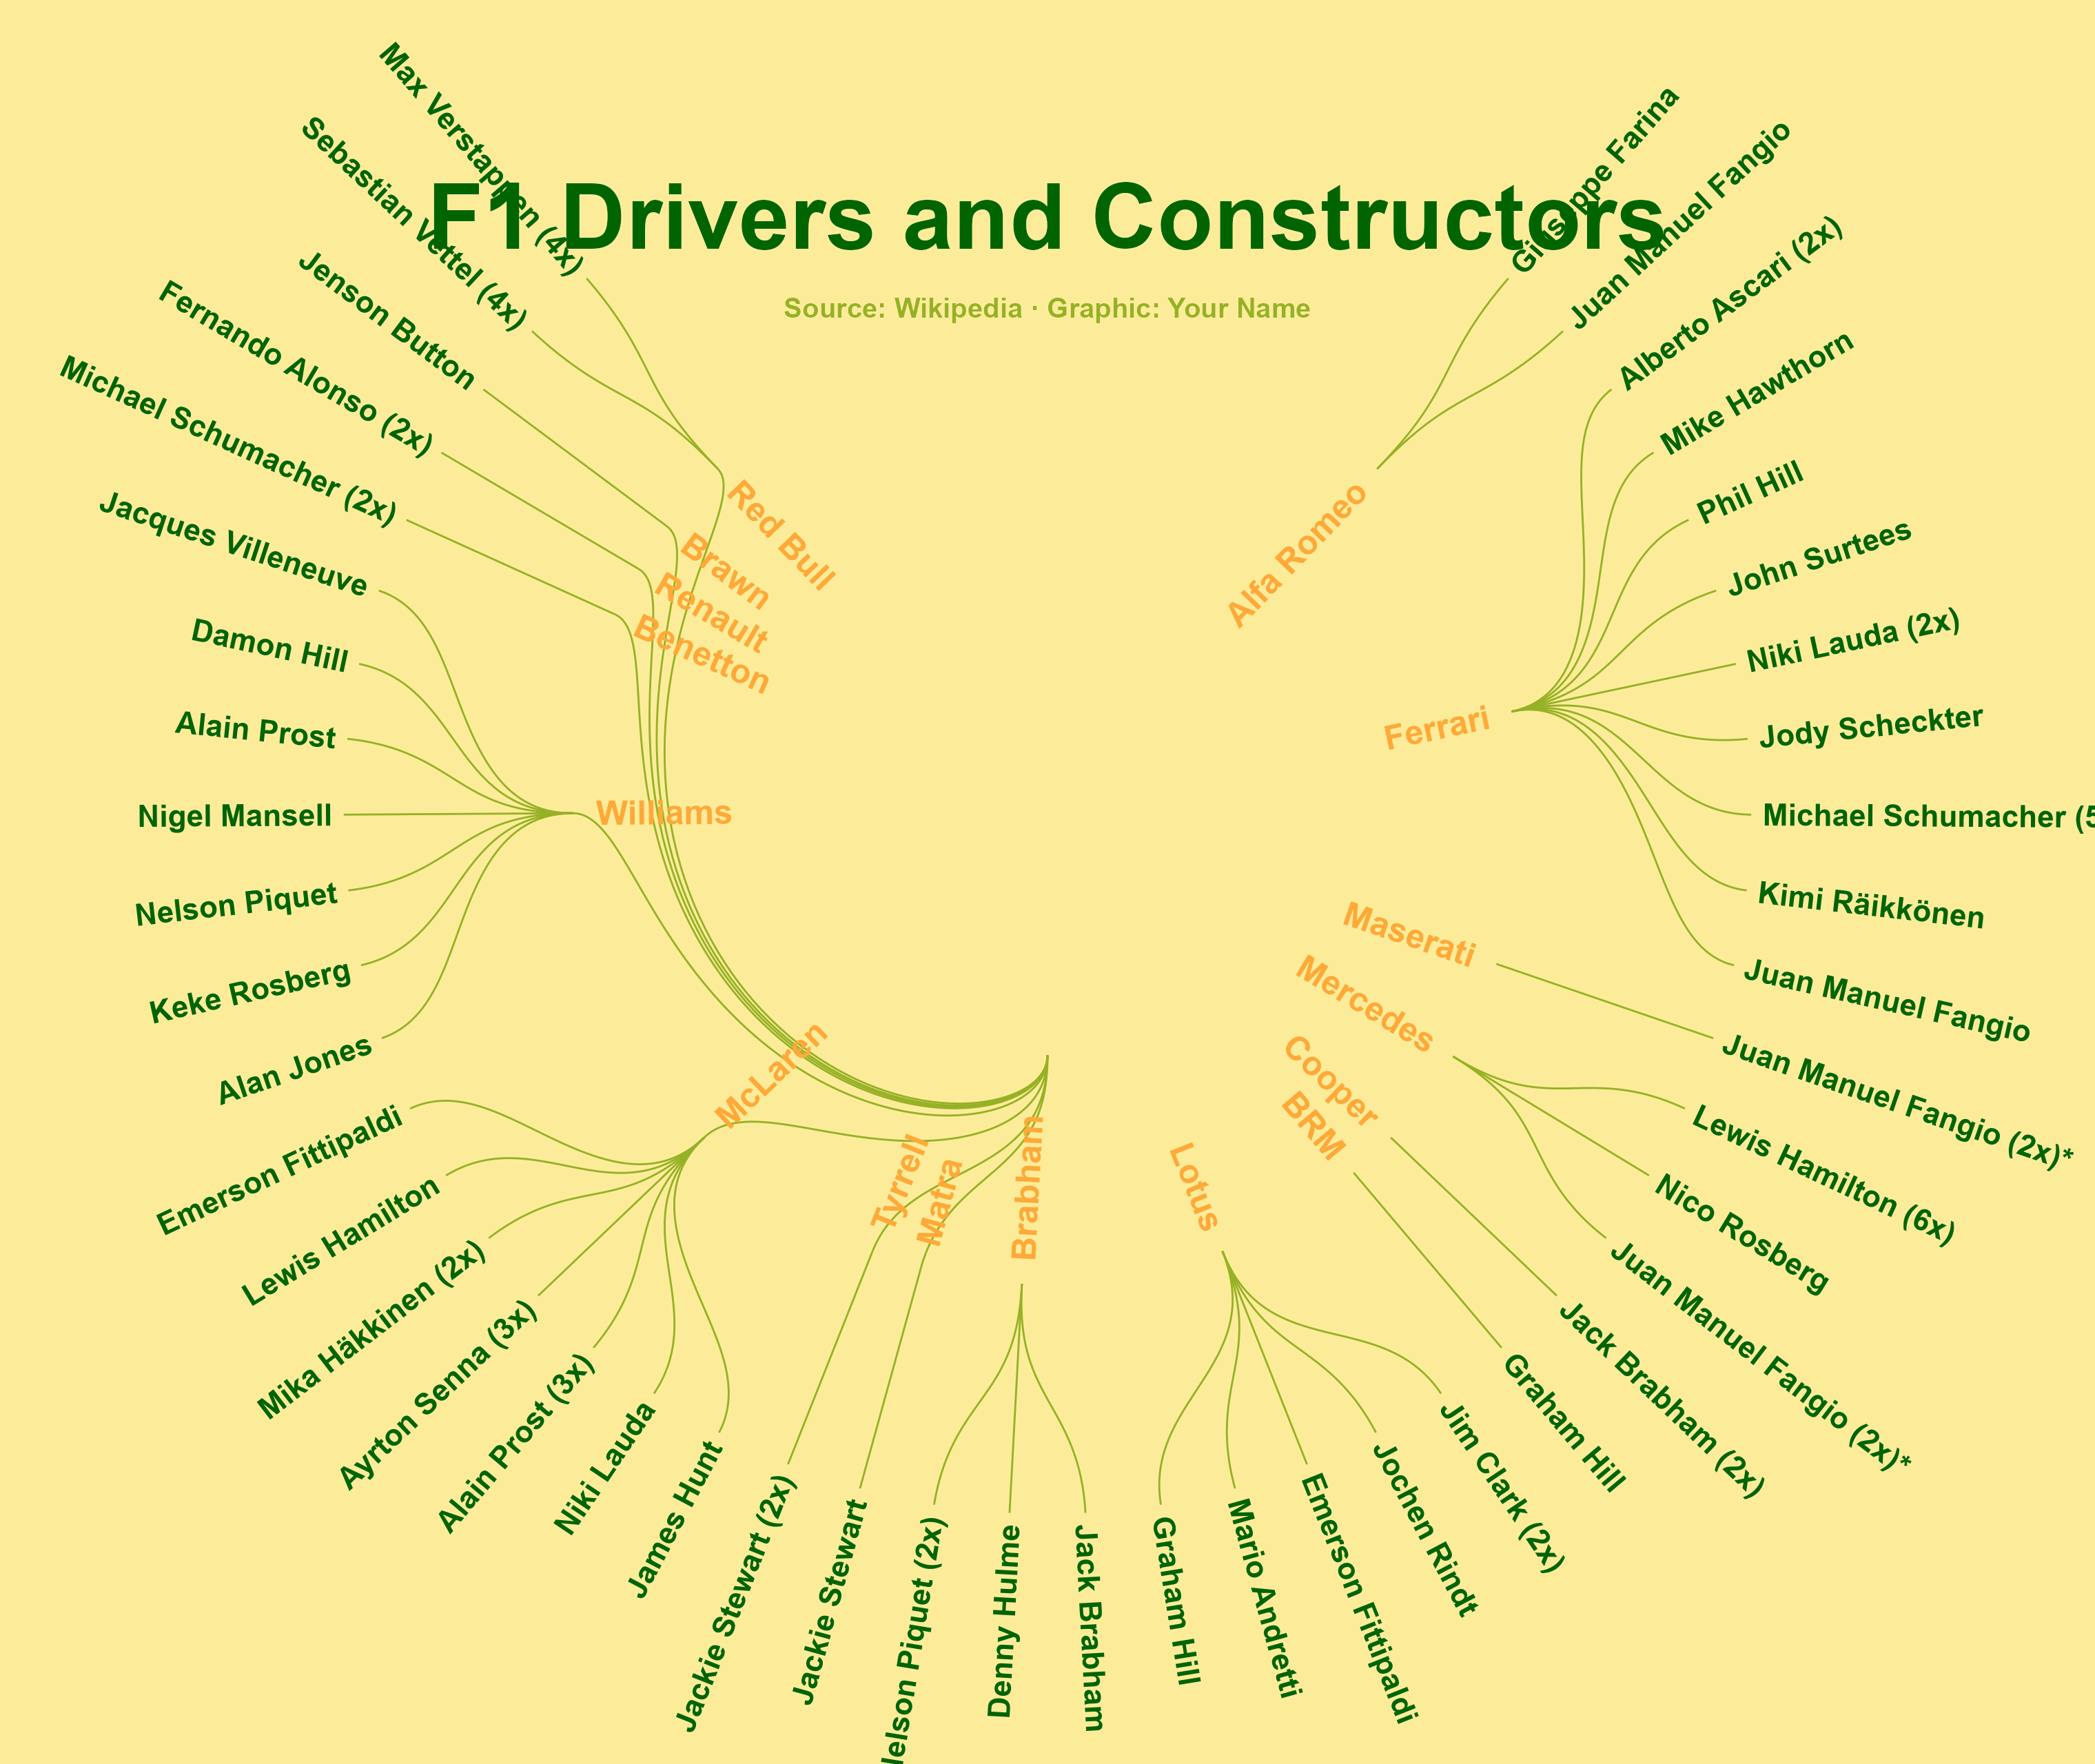 F1 Drivers and Constructors
Source: Wikipedia · Graphic: Your Name
Alfa Romeo
Giuseppe Farina
Juan Manuel Fangio
Ferrari
Alberto Ascari (2x)
Mike Hawthorn
Phil Hill
John Surtees
Niki Lauda (2x)
Jody Scheckter
Michael Schumacher (5
Kimi Räikkönen
Juan Manuel Fangio
Maserati
Juan Manuel Fangio (2x)*
Mercedes
Lewis Hamilton (6x)
Nico Rosberg
Juan Manuel Fangio (2x)*
Cooper
Jack Brabham (2x)
BRM
Graham Hill
Lotus
Jim Clark (2x)
Jochen Rindt
Emerson Fittipaldi
Mario Andretti
Graham Hill
Brabham
Jack Brabham
Denny Hulme
Nelson Piquet (2x)
Matra
Jackie Stewart
Tyrrell
Jackie Stewart (2x)
McLaren
James Hunt
Niki Lauda
Alain Prost (3x)
Ayrton Senna (3x)
Mika Häkkinen (2x)
Lewis Hamilton
Emerson Fittipaldi
Williams
Alan Jones
Keke Rosberg
Nelson Piquet
Nigel Mansell
Alain Prost
Damon Hill
Jacques Villeneuve
Benetton
Michael Schumacher (2x)
Renault
Fernando Alonso (2x)
Brawn
Jenson Button
Red Bull
Sebastian Vettel (4x)
Max Verstappen (4x)